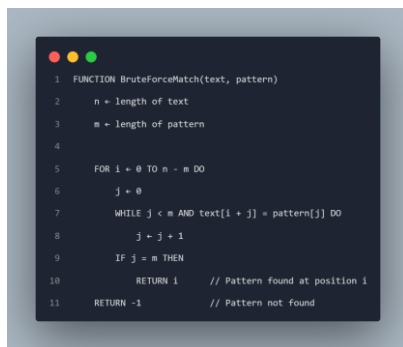 1 FUNCTION BruteForceMatch(text, pattern)
2 n ← length of text
3 m ← length of pattern
4
5 FOR i ← 0 TO n - m DO
6 j ← 0
7 WHILE j < m AND text[i + j] = pattern[j] DO
8 j ← j + 1
9 IF j = m THEN
10 RETURN i // Pattern found at position i
11 RETURN -1 // Pattern not found